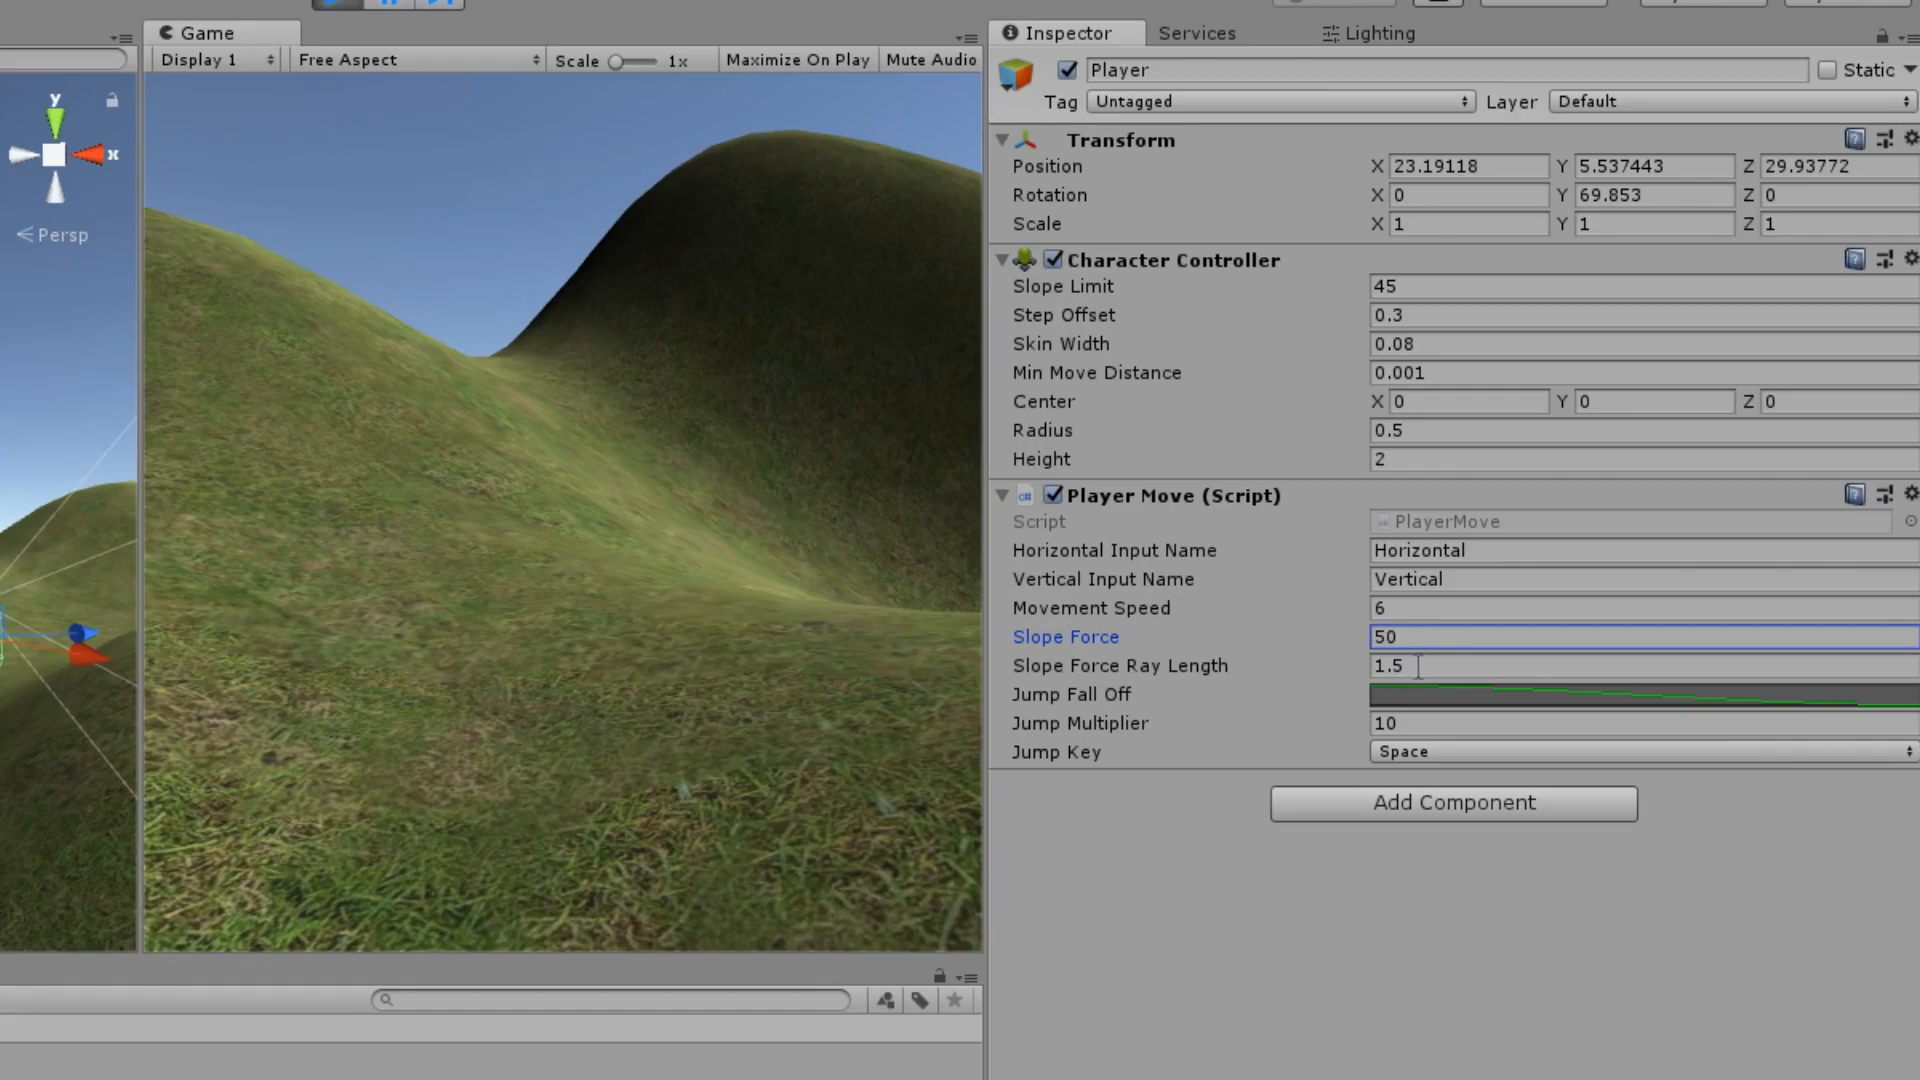 Game
Inspector Services Lighting
Display 1 Free Aspect Scale 1x Maximize On Play Mute Audio
Player Static
Tag Untagged Layer Default
y
x
Persp
Transform
Position X 23.19118 Y 5.537443 Z 29.93772
Rotation X 0 Y 69.853 Z 0
Scale X 1 Y 1 Z 1
Character Controller
Slope Limit 45
Step Offset 0.3
Skin Width 0.08
Min Move Distance 0.001
Center X 0 Y 0 Z 0
Radius 0.5
Height 2
c# Player Move (Script)
Script PlayerMove
Horizontal Input Name Horizontal
Vertical Input Name Vertical
Movement Speed 6
Slope Force 50
Slope Force Ray Length 1.5
Jump Fall Off
Jump Multiplier 10
Jump Key Space
Add Component